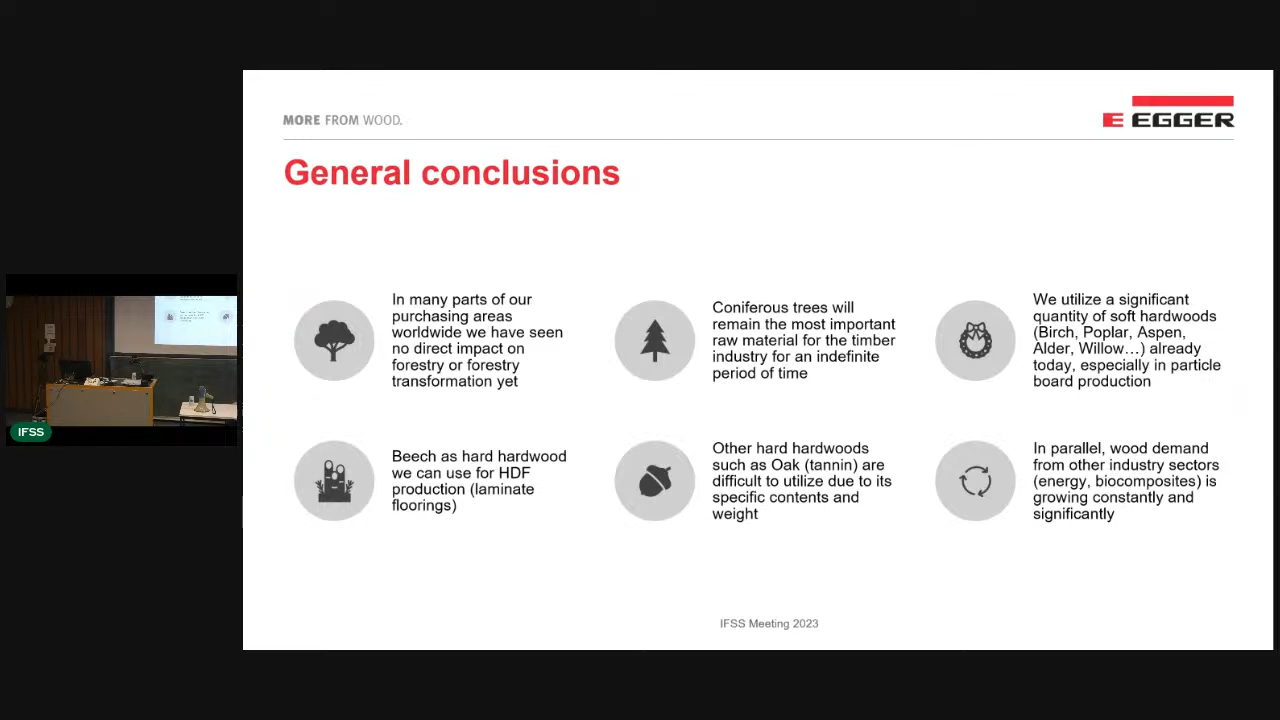 MORE FROM WOOD.
E EGGER
General conclusions
In many parts of our
purchasing areas
worldwide we have seen
no direct impact on
forestry or forestry
transformation yet
Coniferous trees will
remain the most important
raw material for the timber
industry for an indefinite
period of time
We utilize a significant
quantity of soft hardwoods
(Birch, Poplar, Aspen,
Alder, Willow…) already
today, especially in particle
board production
Beech as hard hardwood
we can use for HDF
production (laminate
floorings)
Other hard hardwoods
such as Oak (tannin) are
difficult to utilize due to its
specific contents and
weight
In parallel, wood demand
from other industry sectors
(energy, biocomposites) is
growing constantly and
significantly
IFSS
IFSS Meeting 2023